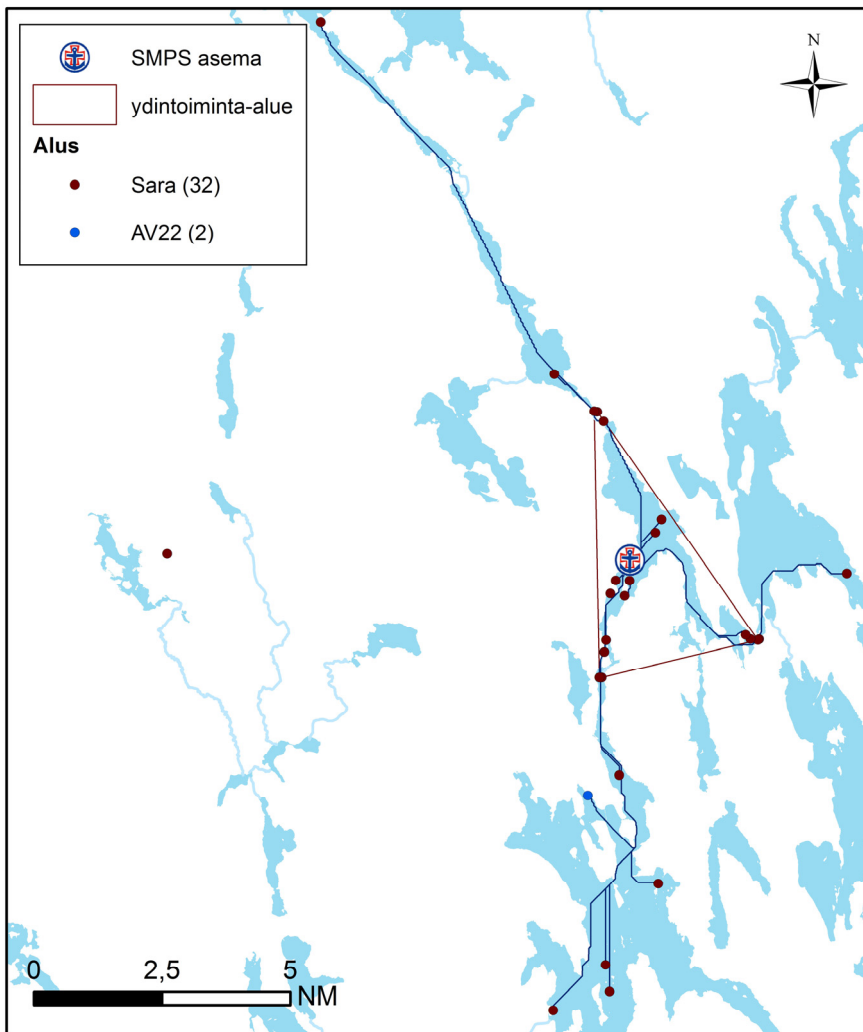 SMPS asema
ydintoiminta-alue
Alus
Sara (32)
AV22 (2)
N
0 2,5 5
NM